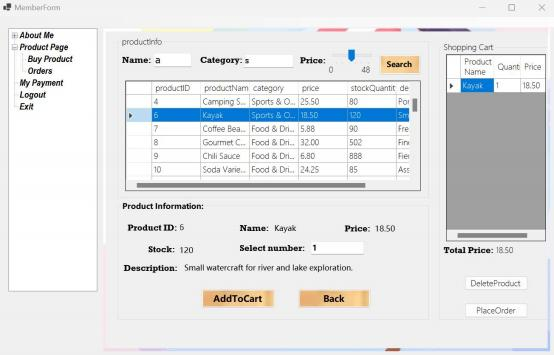 MemberForm
About Me
Product Page
Buy Product
Orders
My Payment
Logout
Exit
productInfo
Name: a Category: s Price: 0 48 Search
productID productNam category price stockQuantit de
4 Camping S... Sports & O... 25.50 80 Por
6 Kayak Sports & O... 18.50 120 Sm
7 Coffee Bea... Food & Dri... 5.88 90 Fre
8 Gourmet C... Food & Dri... 32.00 502 Fine
9 Chili Sauce Food & Dri... 6.80 888 Fier
10 Soda Varie... Food & Dri... 24.25 85 Ass
Product Information:
Product ID: 6 Name: Kayak Price: 18.50
Stock: 120 Select number: 1
Description: Small watercraft for river and lake exploration.
AddToCart Back
Shopping Cart
Product Name Quanti Price
Kayak 1 18.50
Total Price: 18.50
DeleteProduct
PlaceOrder